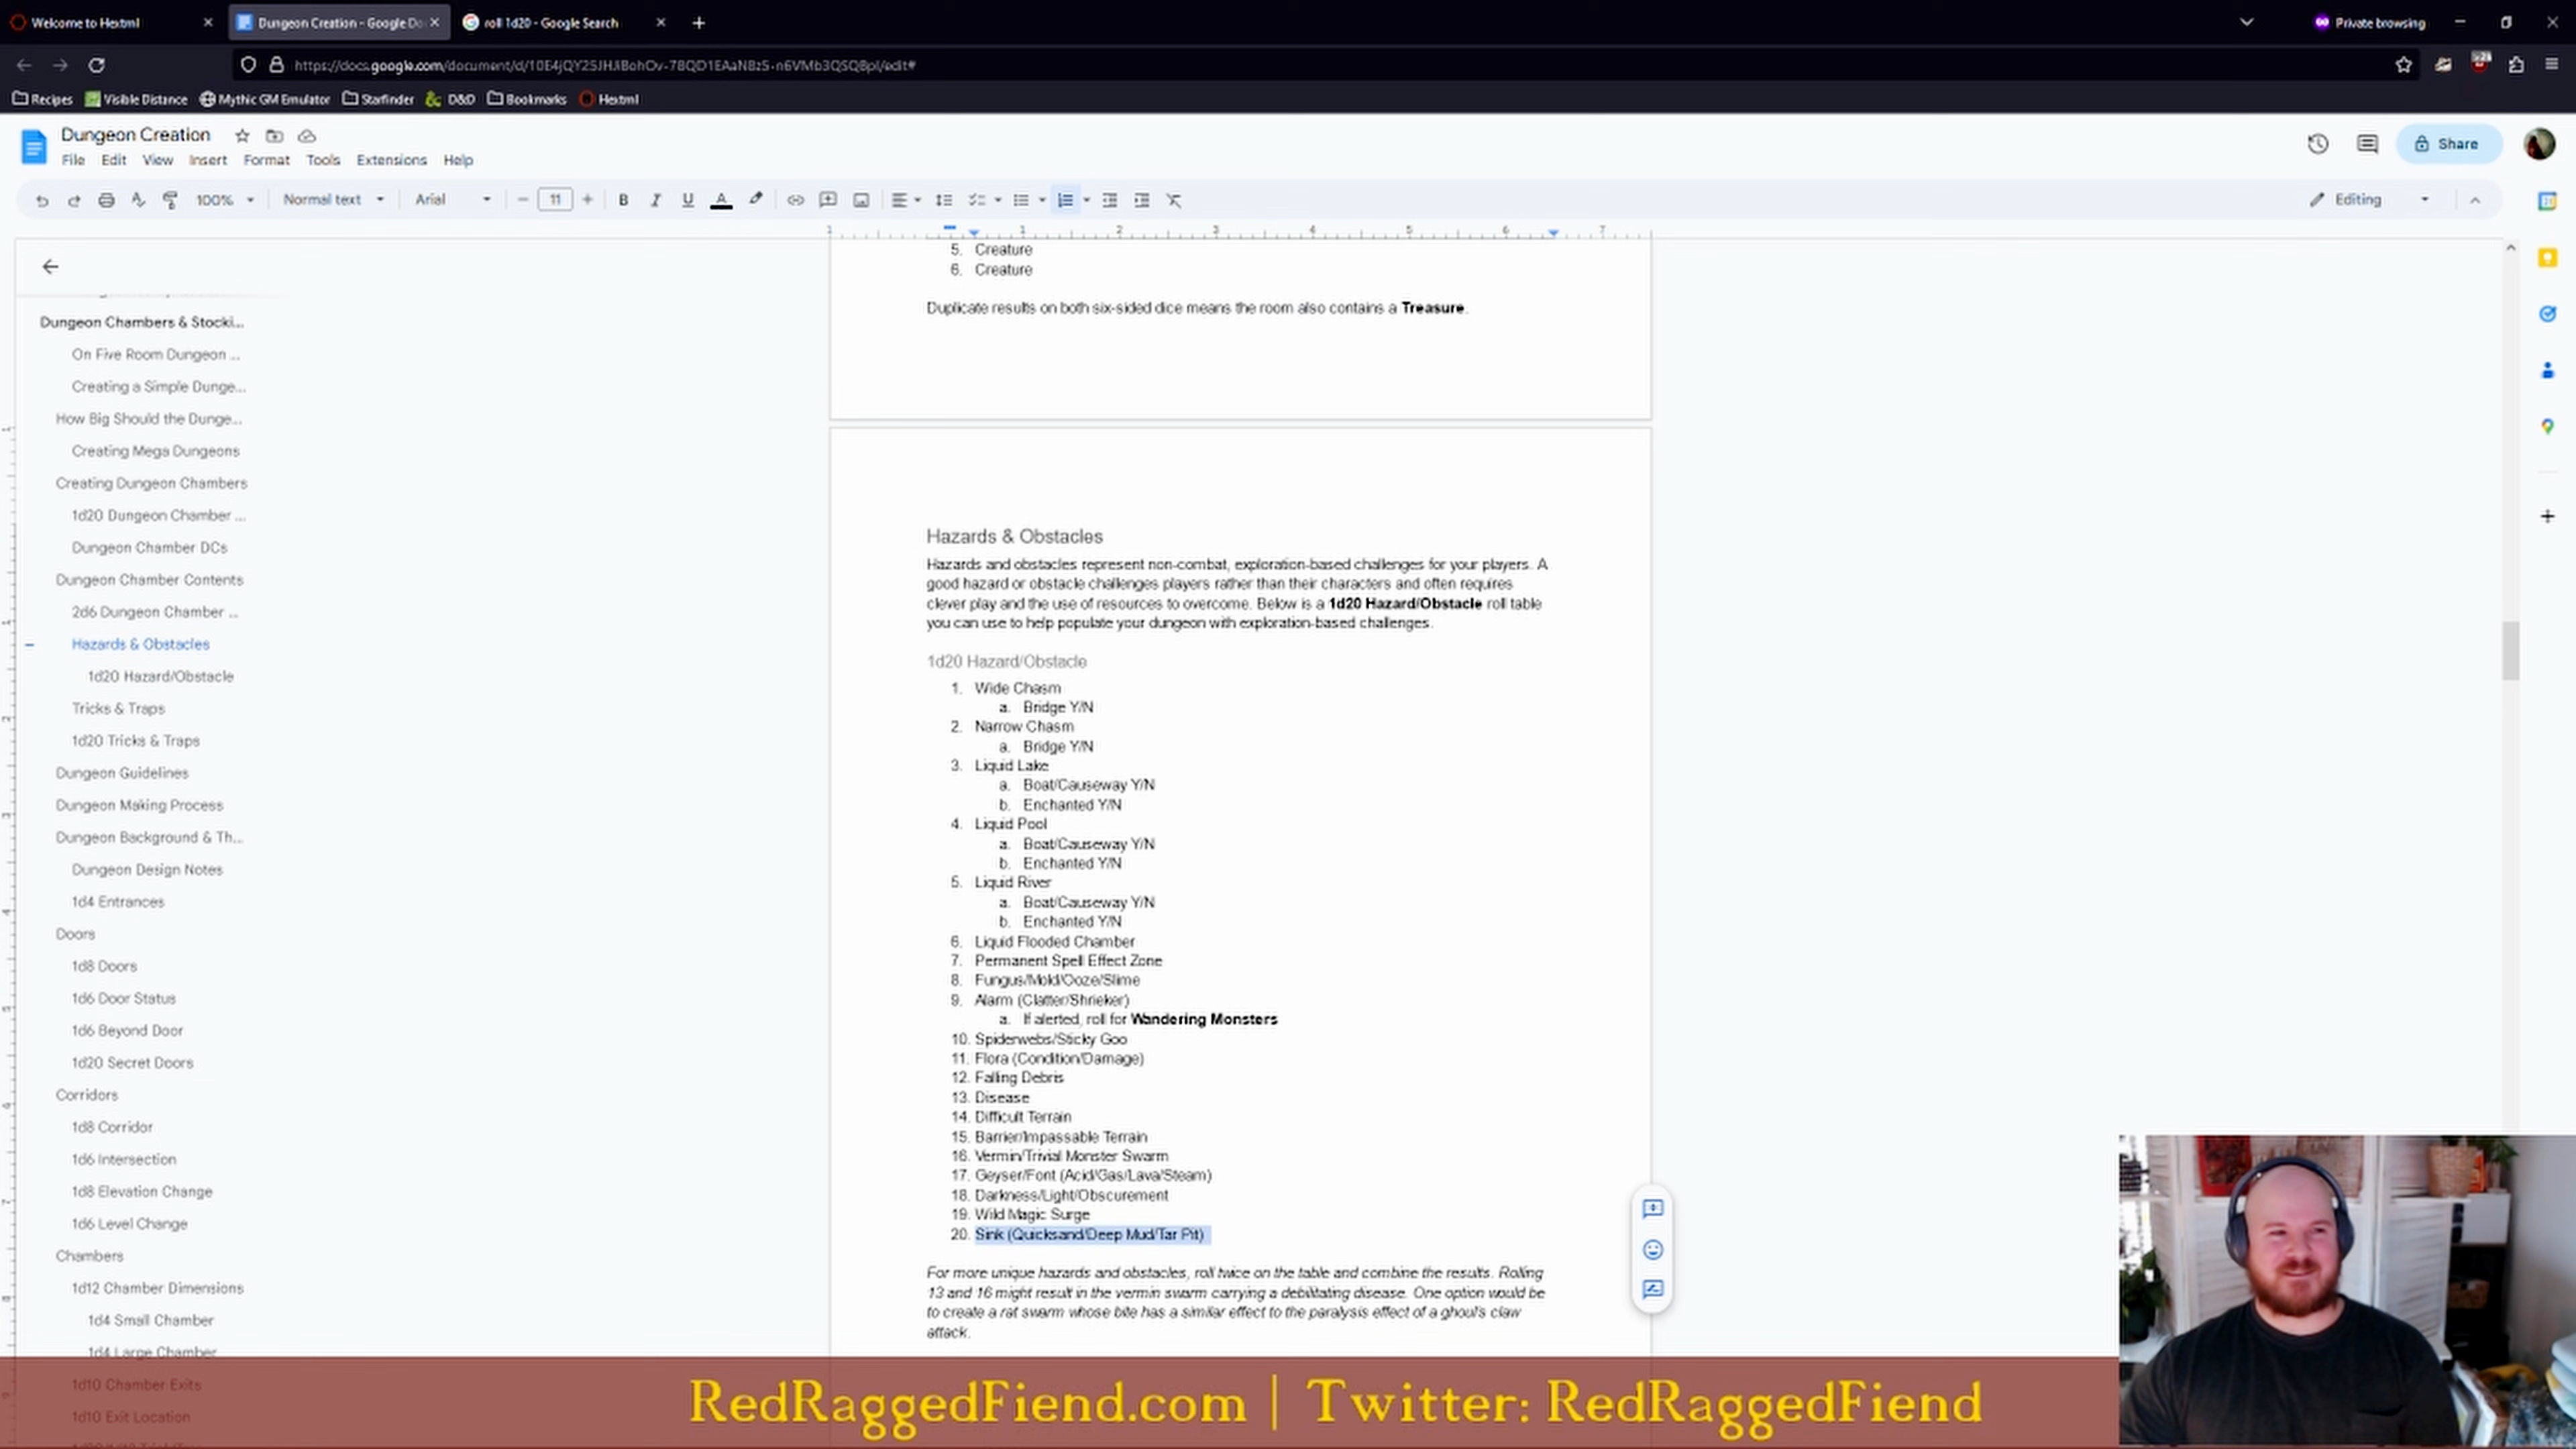 Welcome to Hextml
Dungeon Creation - Google Do
roll 1d20 - Google Search
Private browsing
Recipes
Visible Distance
Mythic GM Emulator
Starfinder
D&D
Bookmarks
Hextml
Dungeon Creation
File Edit View Insert Format Tools Extensions Help
Share
100%
Normal text
Arial
11
Editing
Dungeon Chambers & Stocki...
On Five Room Dungeon ...
Creating a Simple Dunge...
How Big Should the Dunge...
Creating Mega Dungeons
Creating Dungeon Chambers
1d20 Dungeon Chamber ...
Dungeon Chamber DCs
Dungeon Chamber Contents
2d6 Dungeon Chamber ...
Hazards & Obstacles
1d20 Hazard/Obstacle
Tricks & Traps
1d20 Tricks & Traps
Dungeon Guidelines
Dungeon Making Process
Dungeon Background & Th...
Dungeon Design Notes
1d4 Entrances
Doors
1d8 Doors
1d6 Door Status
1d6 Beyond Door
1d20 Secret Doors
Corridors
1d8 Corridor
1d6 Intersection
1d8 Elevation Change
1d6 Level Change
Chambers
1d12 Chamber Dimensions
1d4 Small Chamber
1d4 Large Chamber
1d10 Chamber Exits
1d10 Exit Location
5. Creature
6. Creature
Duplicate results on both six-sided dice means the room also contains a Treasure.
Hazards & Obstacles
Hazards and obstacles represent non-combat, exploration-based challenges for your players. A
good hazard or obstacle challenges players rather than their characters and often requires
clever play and the use of resources to overcome. Below is a 1d20 Hazard/Obstacle roll table
you can use to help populate your dungeon with exploration-based challenges.
1d20 Hazard/Obstacle
1. Wide Chasm
a. Bridge Y/N
2. Narrow Chasm
a. Bridge Y/N
3. Liquid Lake
a. Boat/Causeway Y/N
b. Enchanted Y/N
4. Liquid Pool
a. Boat/Causeway Y/N
b. Enchanted Y/N
5. Liquid River
a. Boat/Causeway Y/N
b. Enchanted Y/N
6. Liquid Flooded Chamber
7. Permanent Spell Effect Zone
8. Fungus/Mold/Ooze/Slime
9. Alarm (Clatter/Shrieker)
a. If alerted, roll for Wandering Monsters
10. Spiderwebs/Sticky Goo
11. Flora (Condition/Damage)
12. Falling Debris
13. Disease
14. Difficult Terrain
15. Barrier/Impassable Terrain
16. Vermin/Trivial Monster Swarm
17. Geyser/Font (Acid/Gas/Lava/Steam)
18. Darkness/Light/Obscurement
19. Wild Magic Surge
20. Sink (Quicksand/Deep Mud/Tar Pit)
For more unique hazards and obstacles, roll twice on the table and combine the results. Rolling
13 and 16 might result in the vermin swarm carrying a debilitating disease. One option would be
to create a rat swarm whose bite has a similar effect to the paralysis effect of a ghoul's claw
attack.
RedRaggedFiend.com | Twitter: RedRaggedFiend